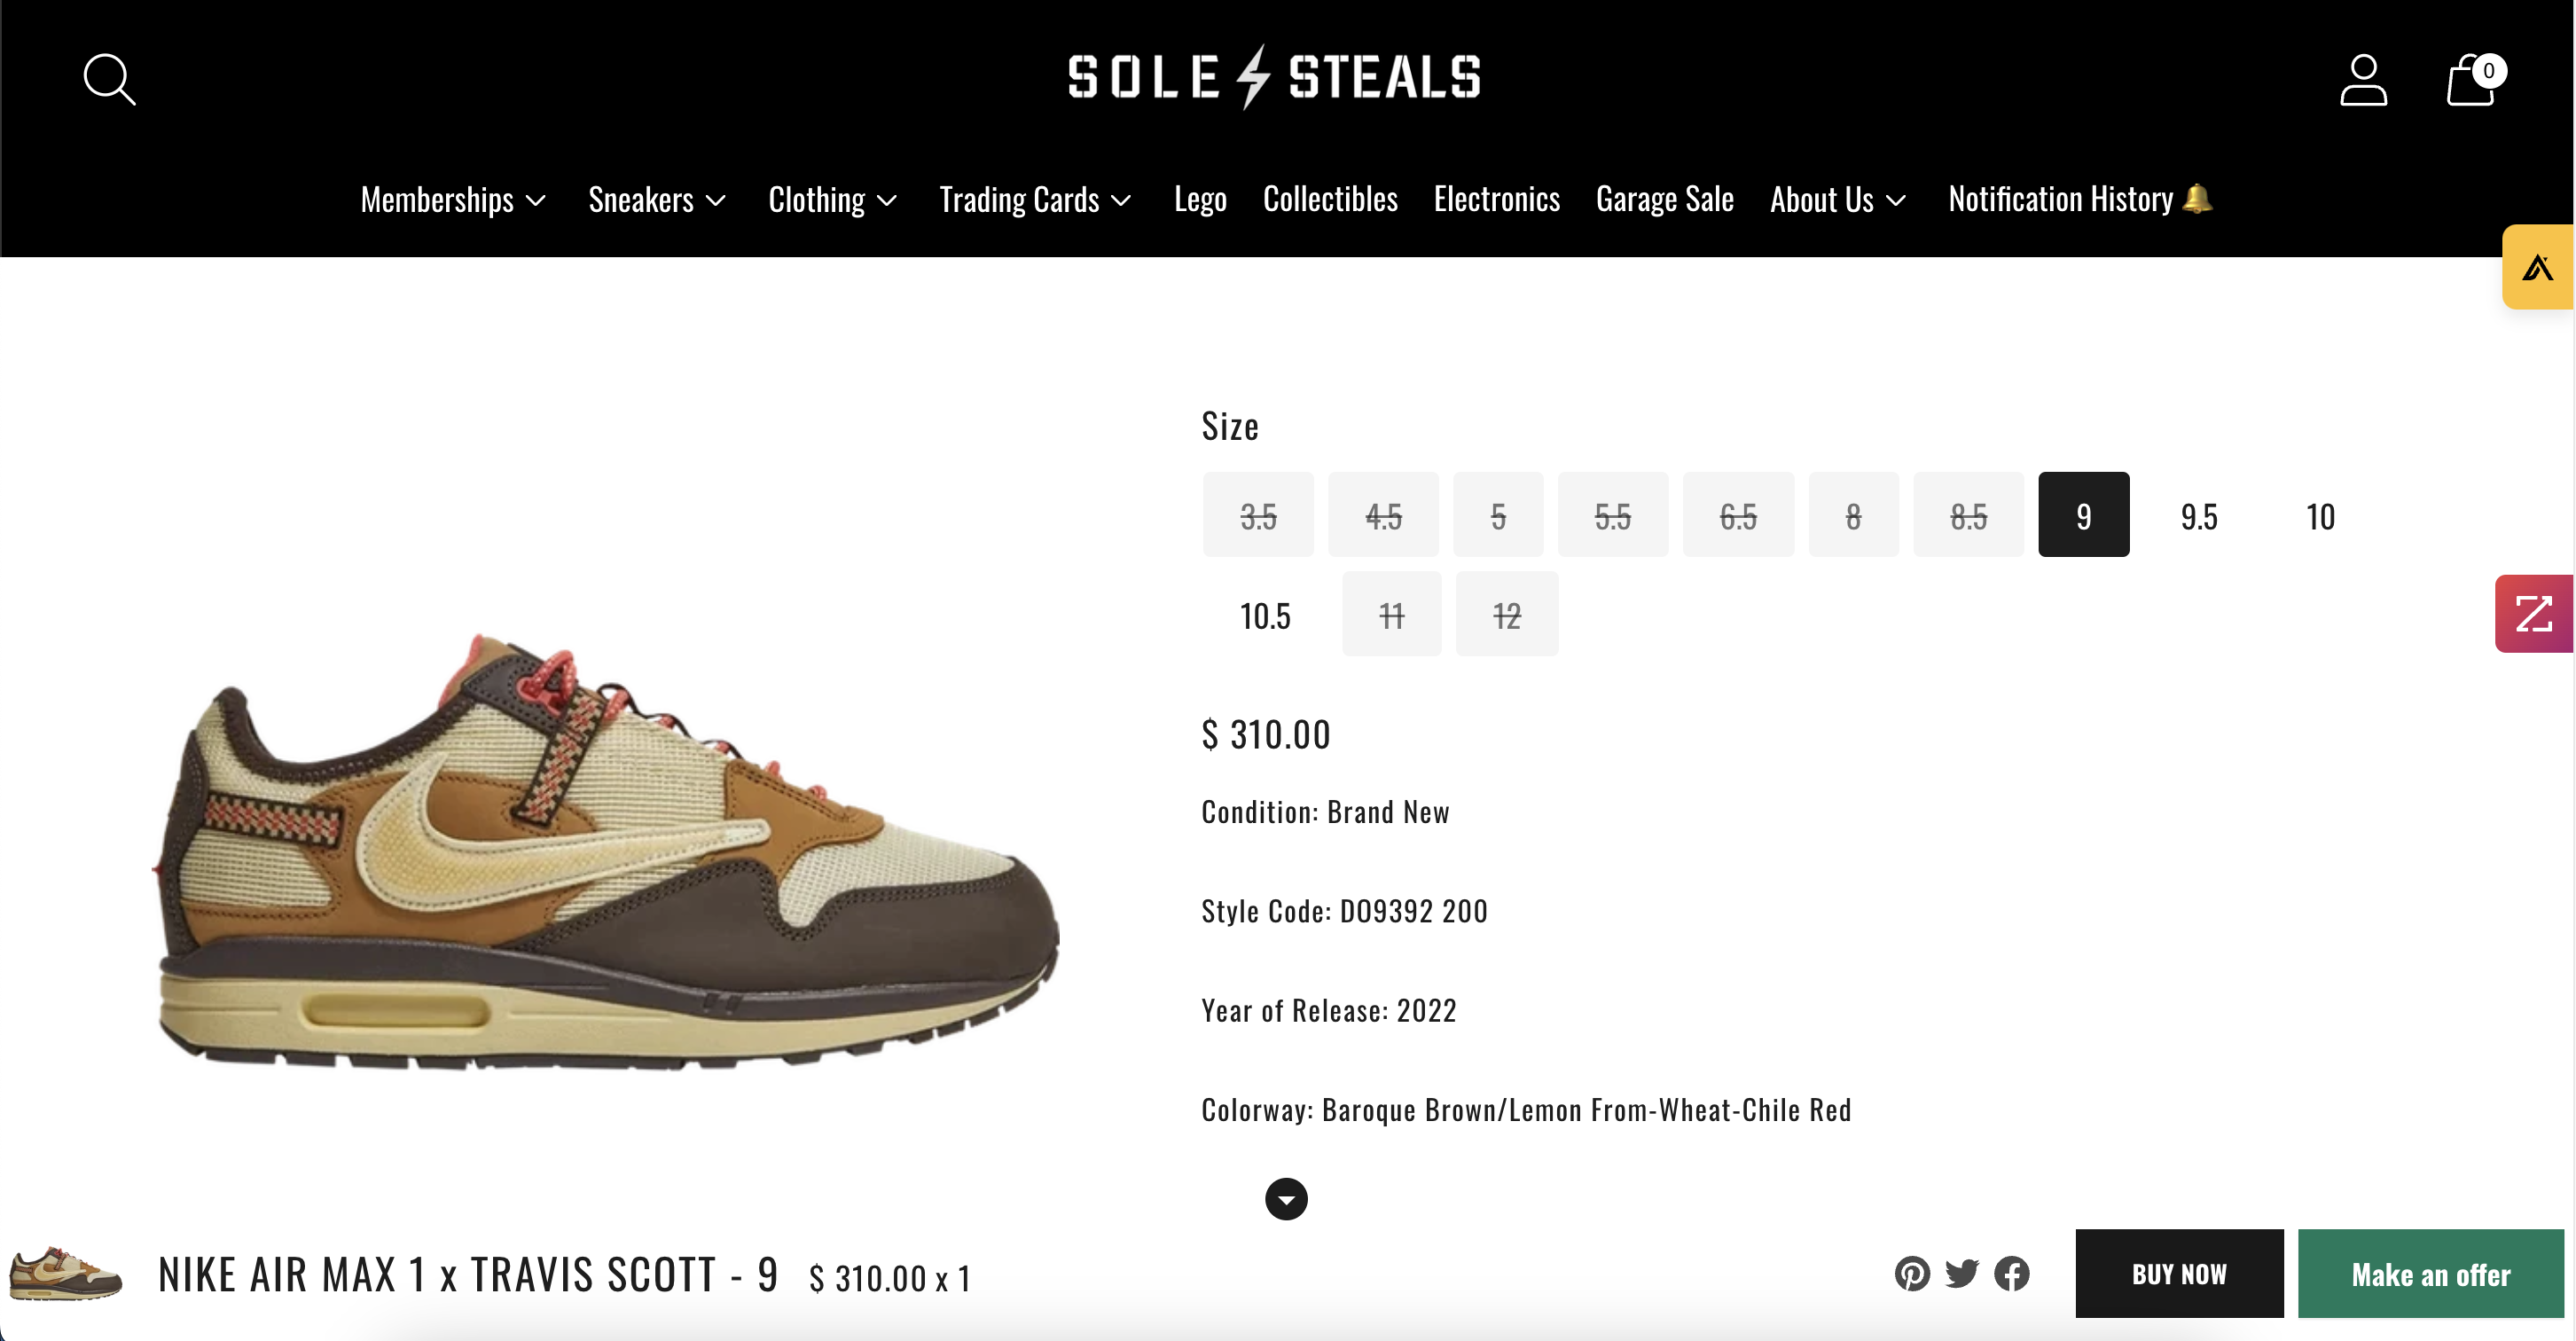 SOLE STEALS
0
Memberships Sneakers Clothing Trading Cards Lego Collectibles Electronics Garage Sale About Us Notification History
Size
3.5 4.5 5 5.5 6.5 8 8.5 9 9.5 10
10.5 11 12
$ 310.00
Condition: Brand New
Style Code: DO9392 200
Year of Release: 2022
Colorway: Baroque Brown/Lemon From-Wheat-Chile Red
NIKE AIR MAX 1 x TRAVIS SCOTT - 9 $ 310.00 x 1
BUY NOW Make an offer